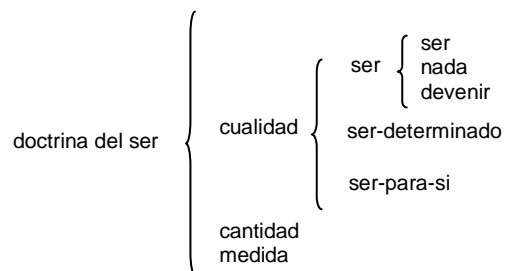 doctrina del ser
cualidad
ser
ser
nada
devenir
ser-determinado
ser-para-si
cantidad
medida